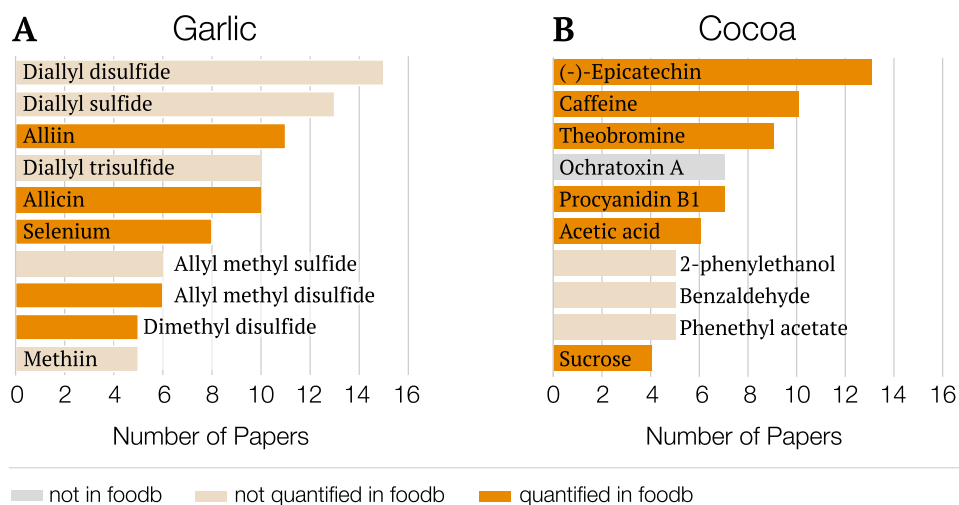 A Garlic
Diallyl disulfide
Diallyl sulfide
Alliin
Diallyl trisulfide
Allicin
Selenium
Allyl methyl sulfide
Allyl methyl disulfide
Dimethyl disulfide
Methiin
0 2 4 6 8 10 12 14 16
Number of Papers
B Cocoa
(-)-Epicatechin
Caffeine
Theobromine
Ochratoxin A
Procyanidin B1
Acetic acid
2-phenylethanol
Benzaldehyde
Phenethyl acetate
Sucrose
0 2 4 6 8 10 12 14 16
Number of Papers
not in foodb not quantified in foodb quantified in foodb